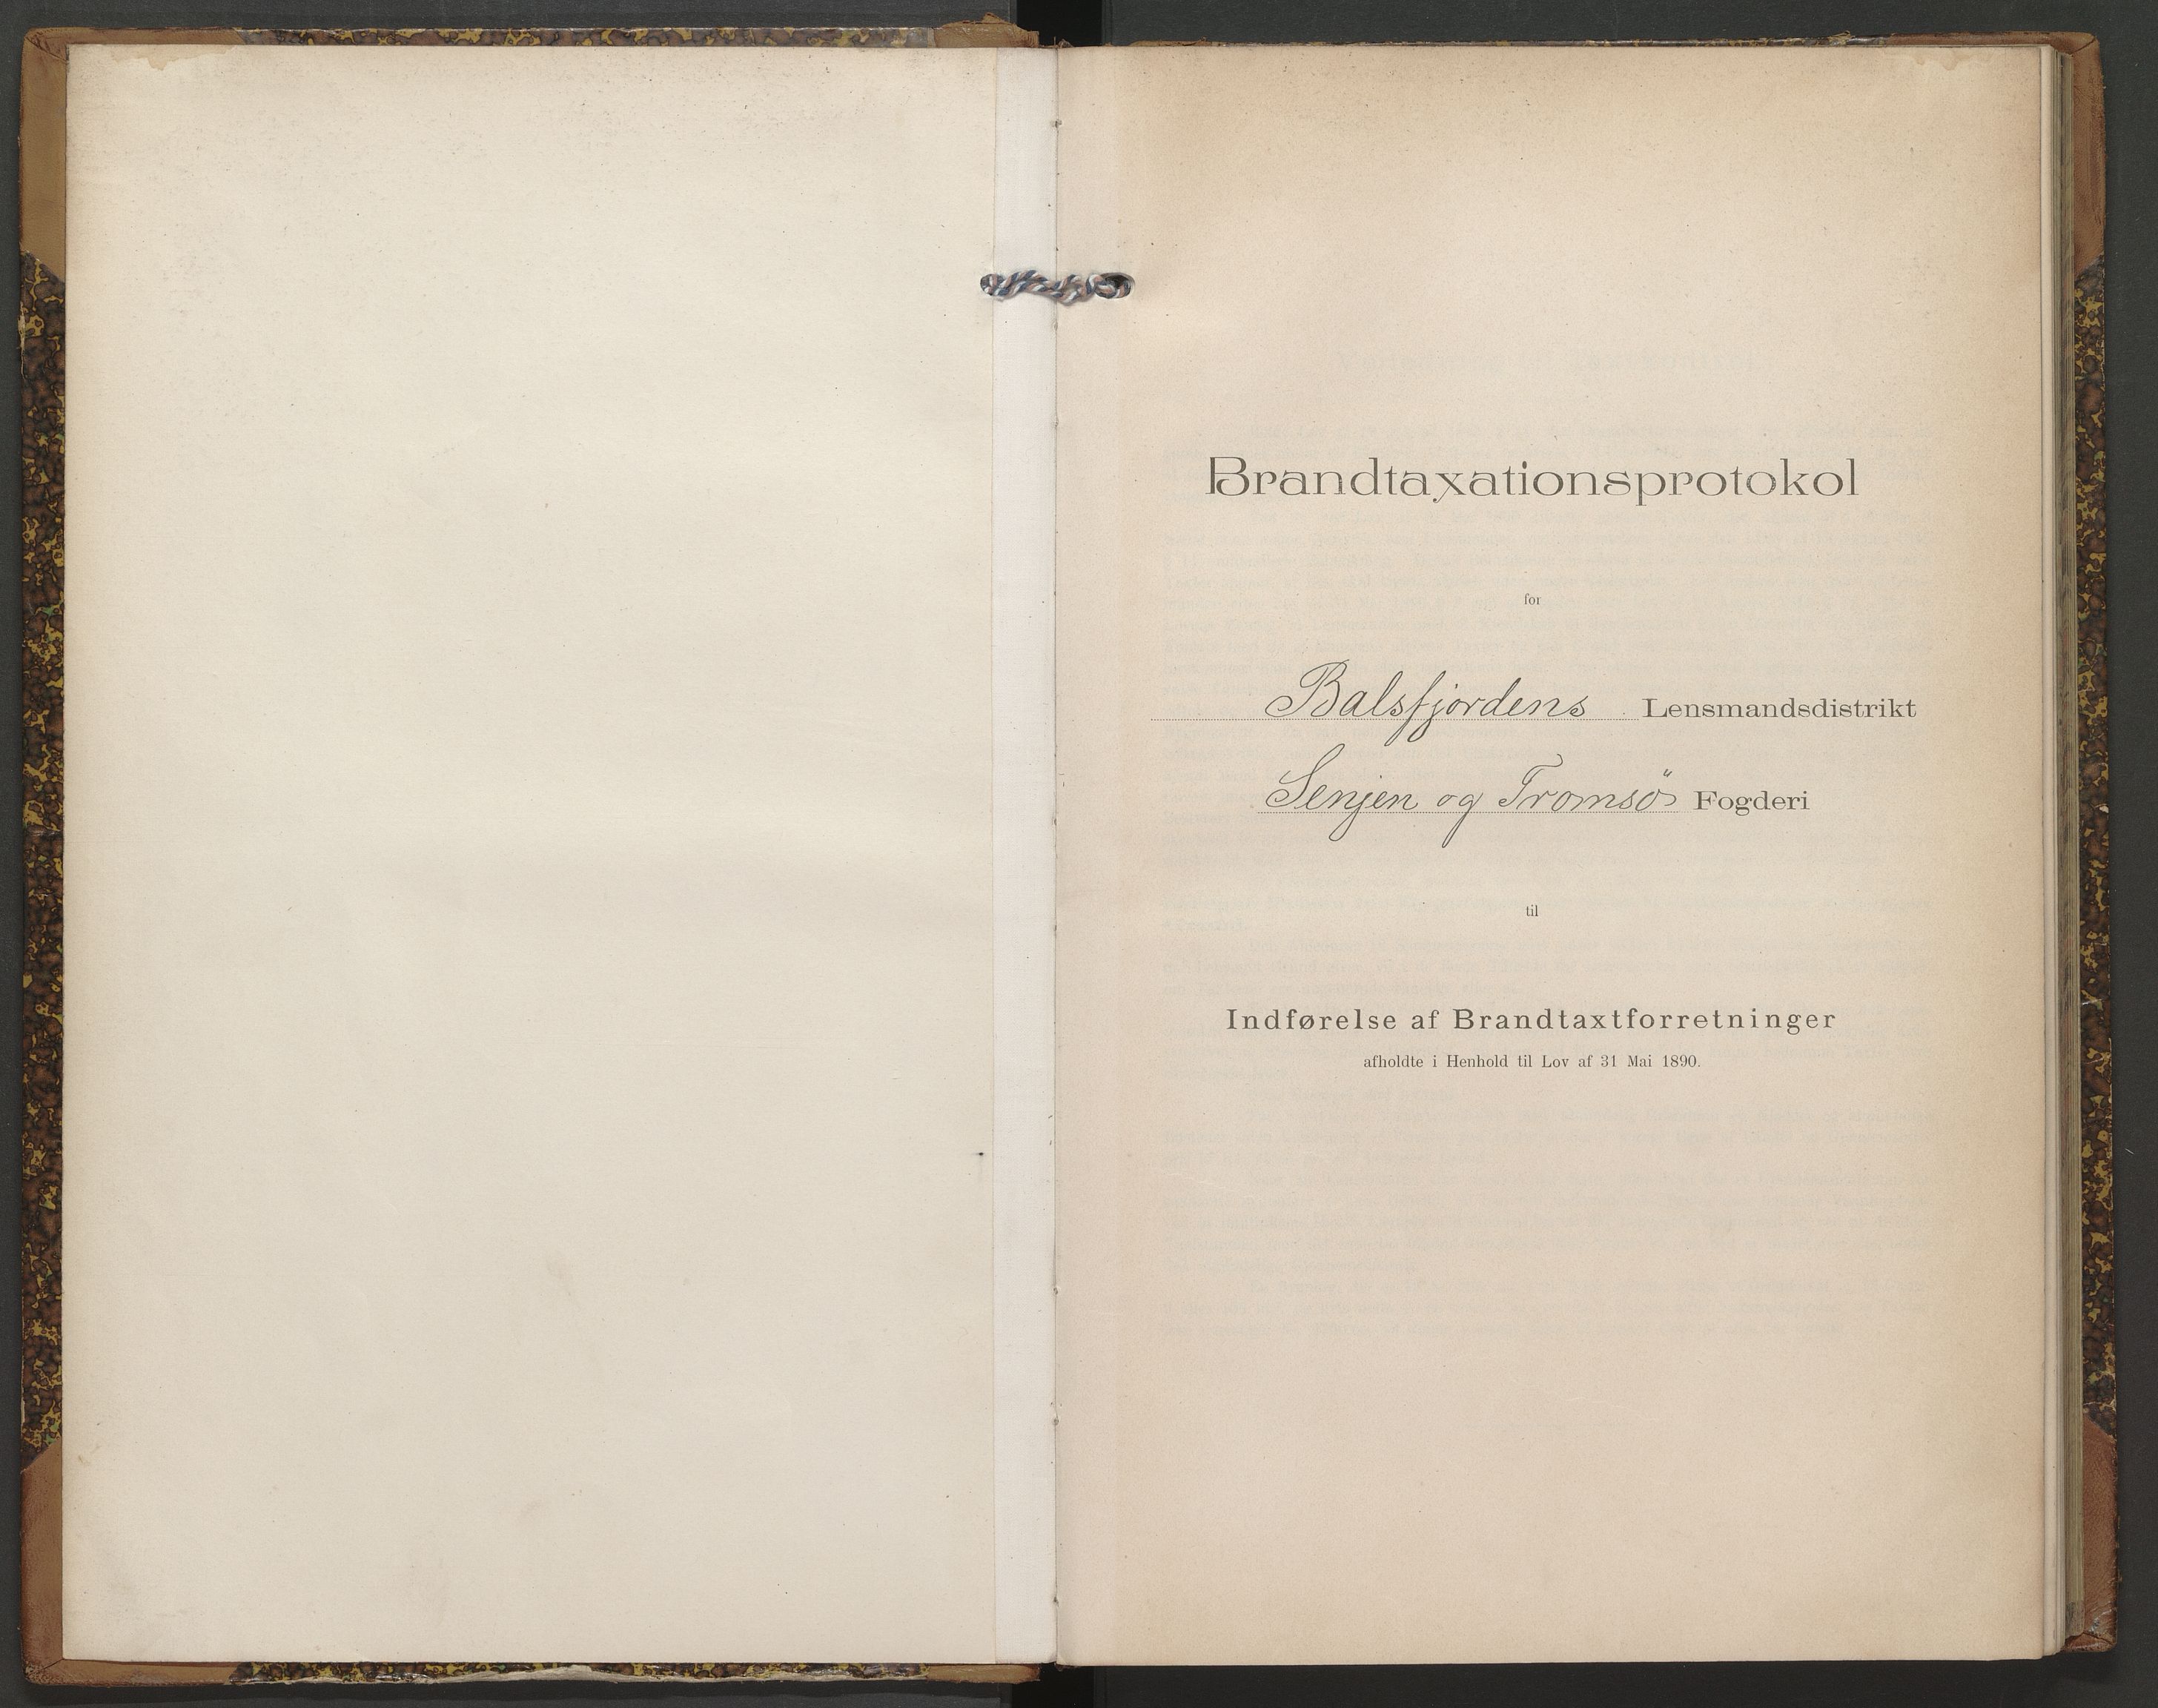 Brandtaxationsprotokol
for
Balsfjordens Lensmandsdistrikt
Senjen og Tromsö Fogderi
til
Indførelse af Brandtaxtforretninger
afholdte i Henhold til Lov af 31 Mai 1890.